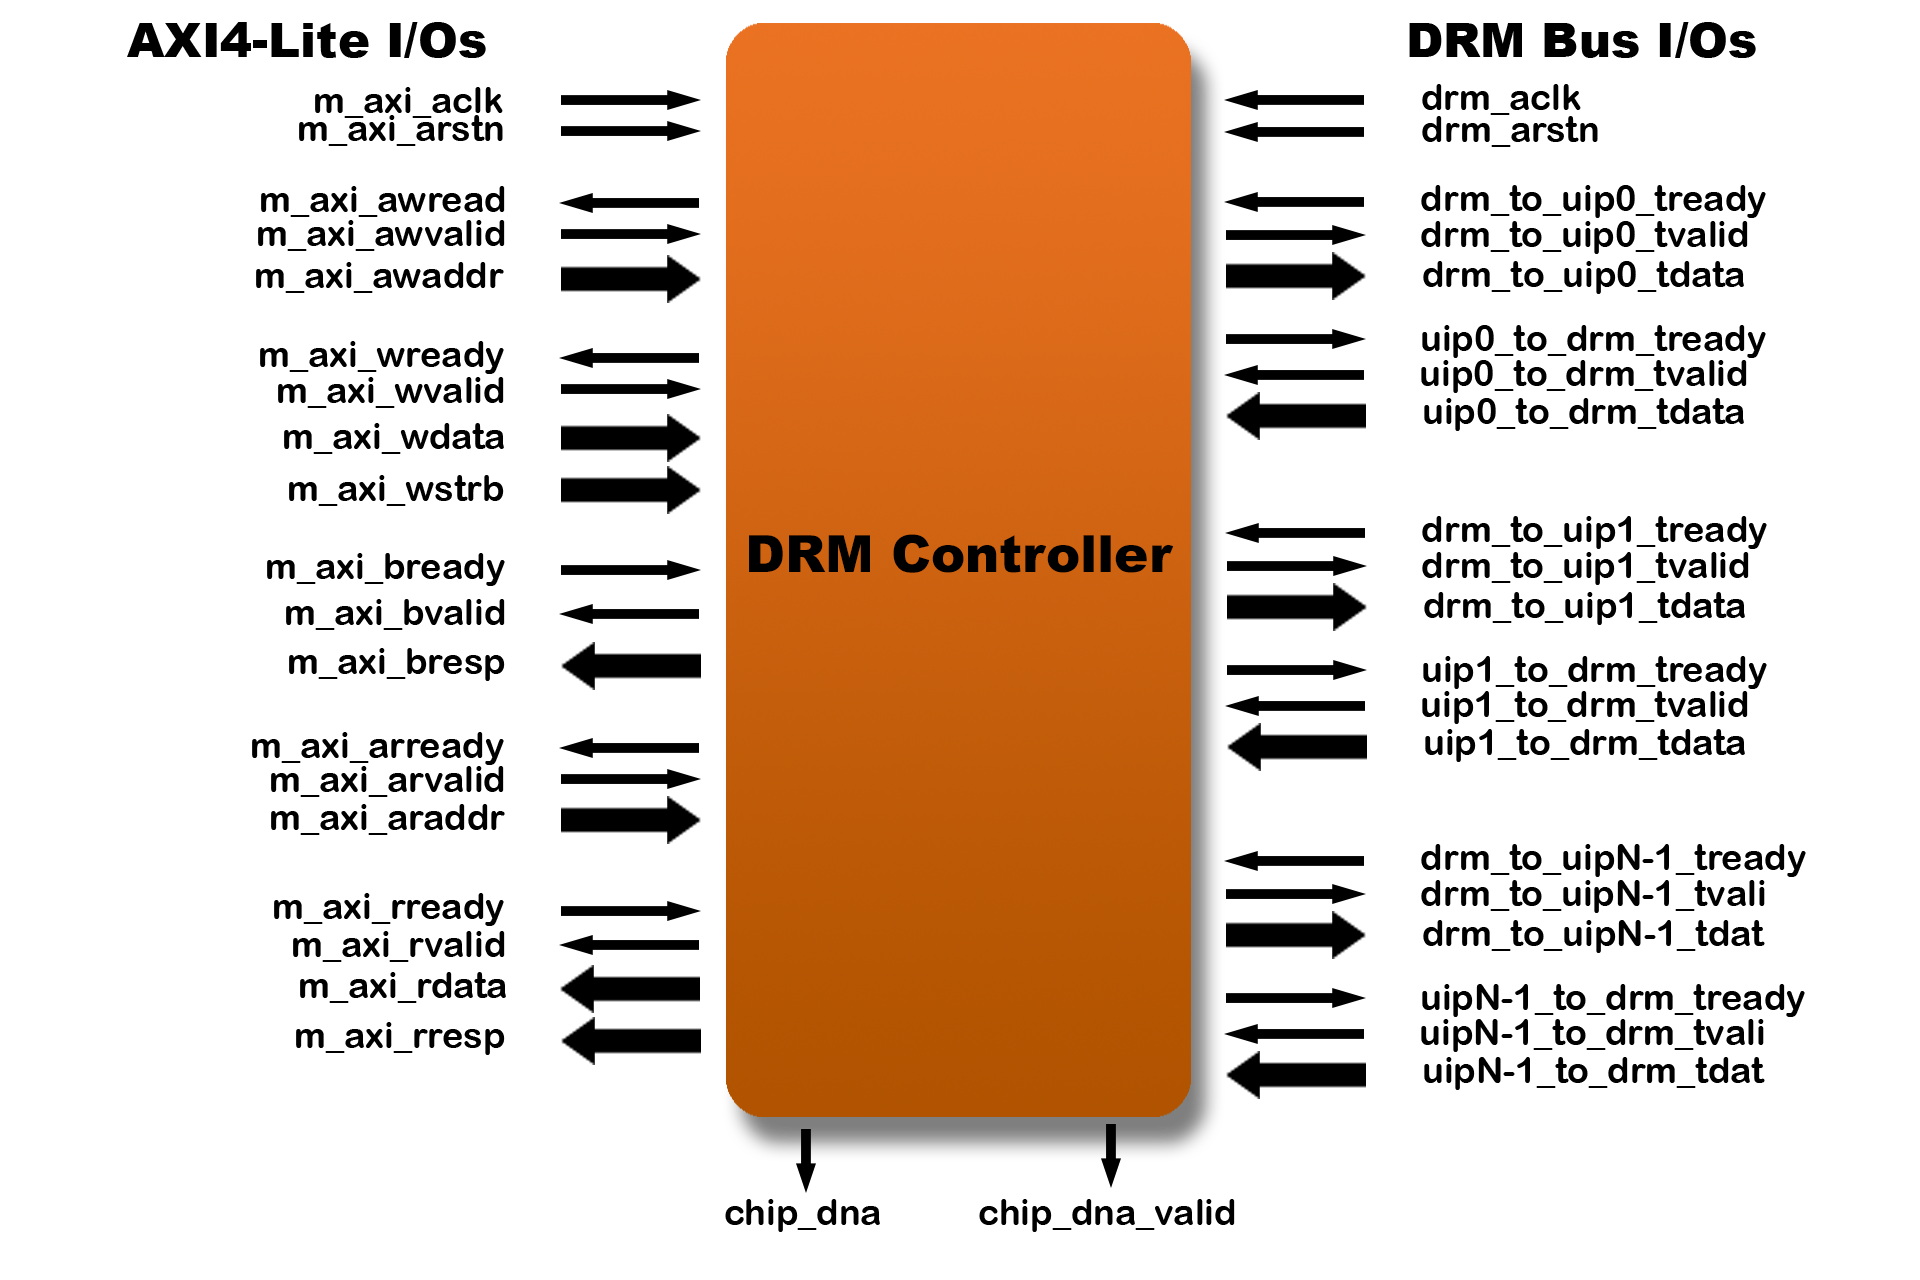 AXI4-Lite I/Os
m_axi_aclk
m_axi_arstn
m_axi_awread
m_axi_awvalid
m_axi_awaddr
m_axi_wready
m_axi_wvalid
m_axi_wdata
m_axi_wstrb
m_axi_bready
m_axi_bvalid
m_axi_bresp
m_axi_arready
m_axi_arvalid
m_axi_araddr
m_axi_rready
m_axi_rvalid
m_axi_rdata
m_axi_rresp
DRM Controller
DRM Bus I/Os
drm_aclk
drm_arstn
drm_to_uip0_tready
drm_to_uip0_tvalid
drm_to_uip0_tdata
uip0_to_drm_tready
uip0_to_drm_tvalid
uip0_to_drm_tdata
drm_to_uip1_tready
drm_to_uip1_tvalid
drm_to_uip1_tdata
uip1_to_drm_tready
uip1_to_drm_tvalid
uip1_to_drm_tdata
drm_to_uipN-1_tready
drm_to_uipN-1_tvali
drm_to_uipN-1_tdat
uipN-1_to_drm_tready
uipN-1_to_drm_tvali
uipN-1_to_drm_tdat
chip_dna
chip_dna_valid